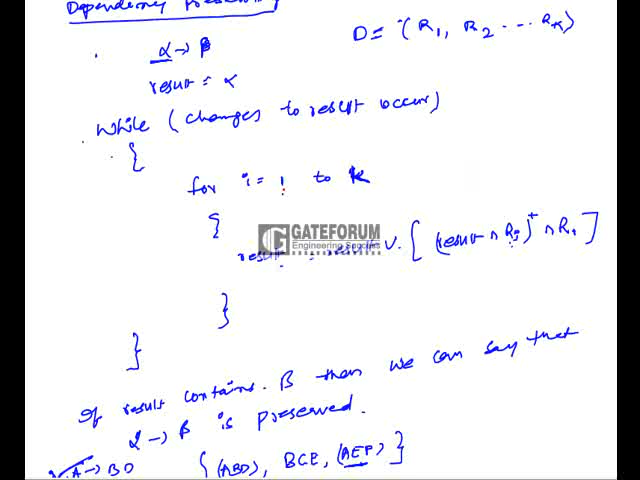 Dependency Preserving
α → β
D = (R1, R2 ... Rk)
result = α
While (changes to result occur)
{
for i = 1 to k
{
GATEFORUM
Engineering Success
result = result ∪ [(result ∩ Ri)+ ∩ Ri]
}
}
If result contains β then we can say that
α → β is preserved.
A → BD {(ABD), BCE, (AEF)}